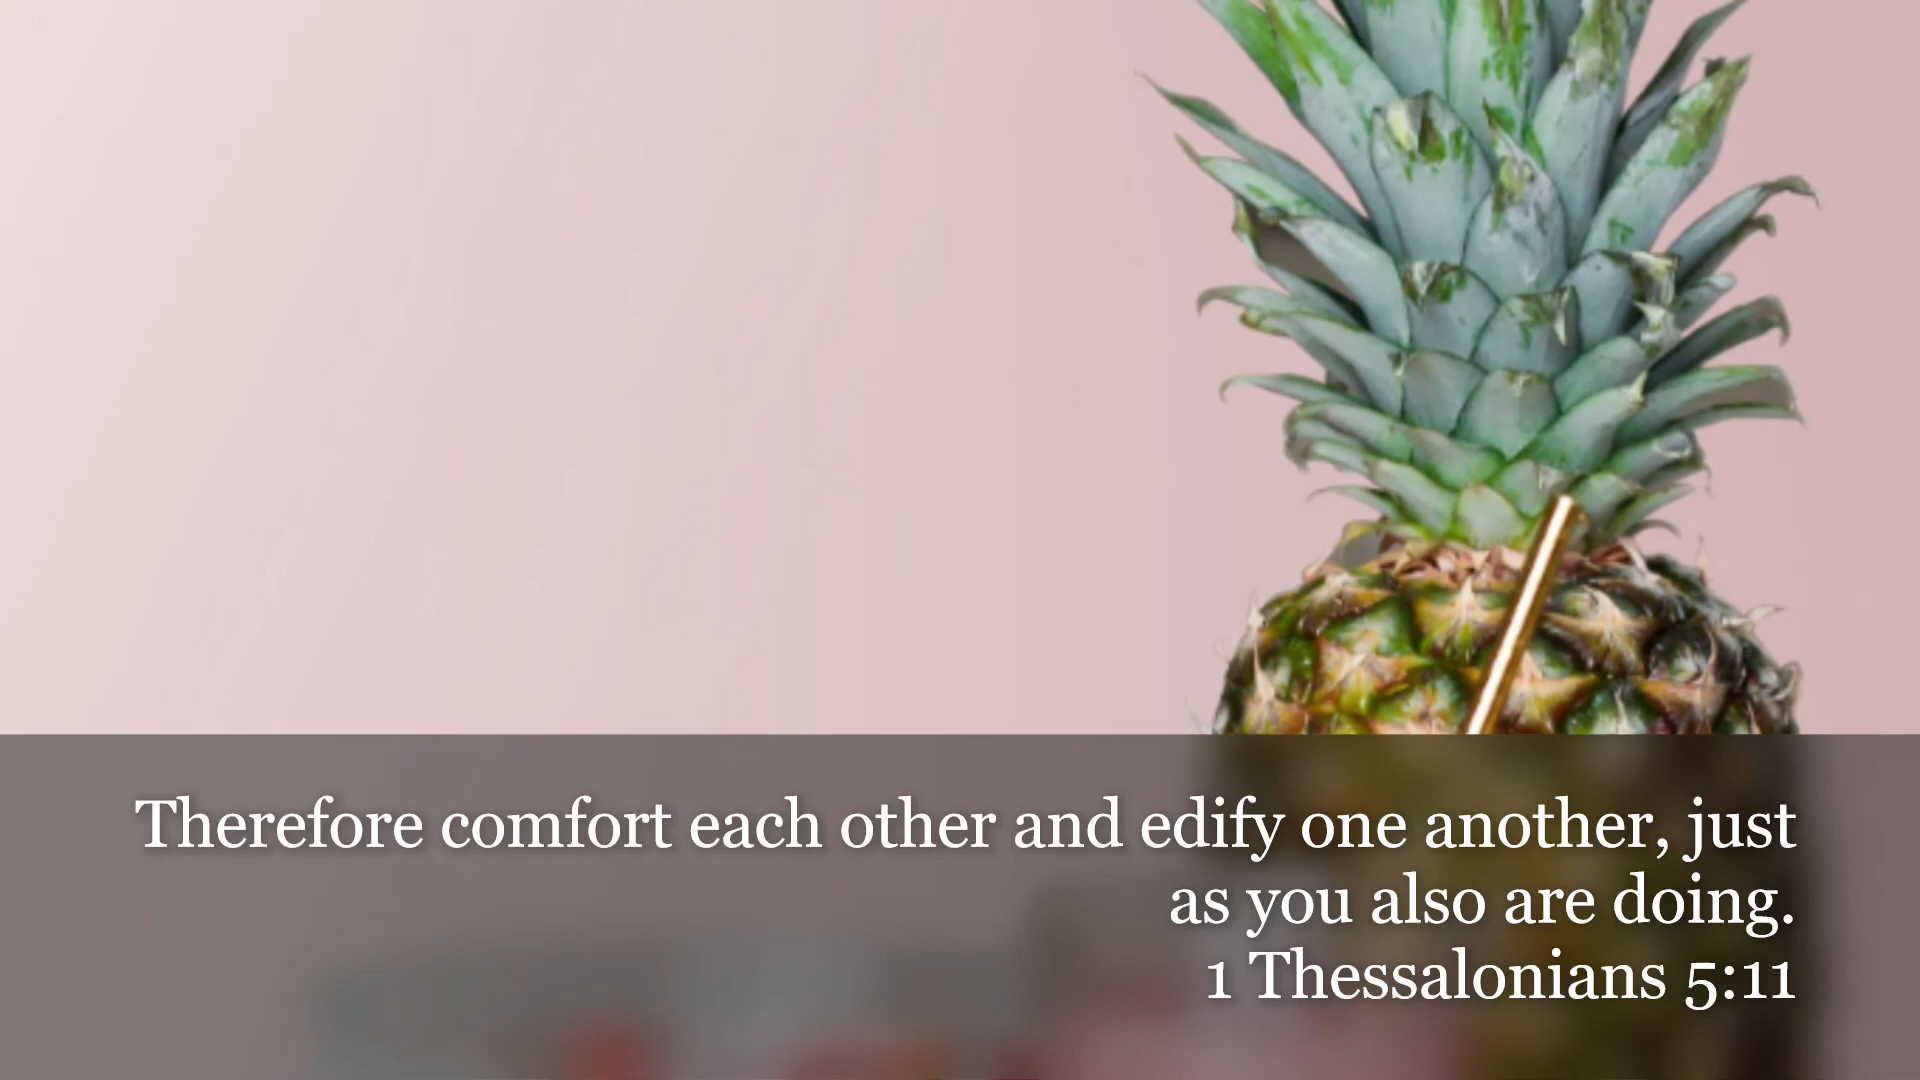 Therefore comfort each other and edify one another, just
as you also are doing.
1 Thessalonians 5:11